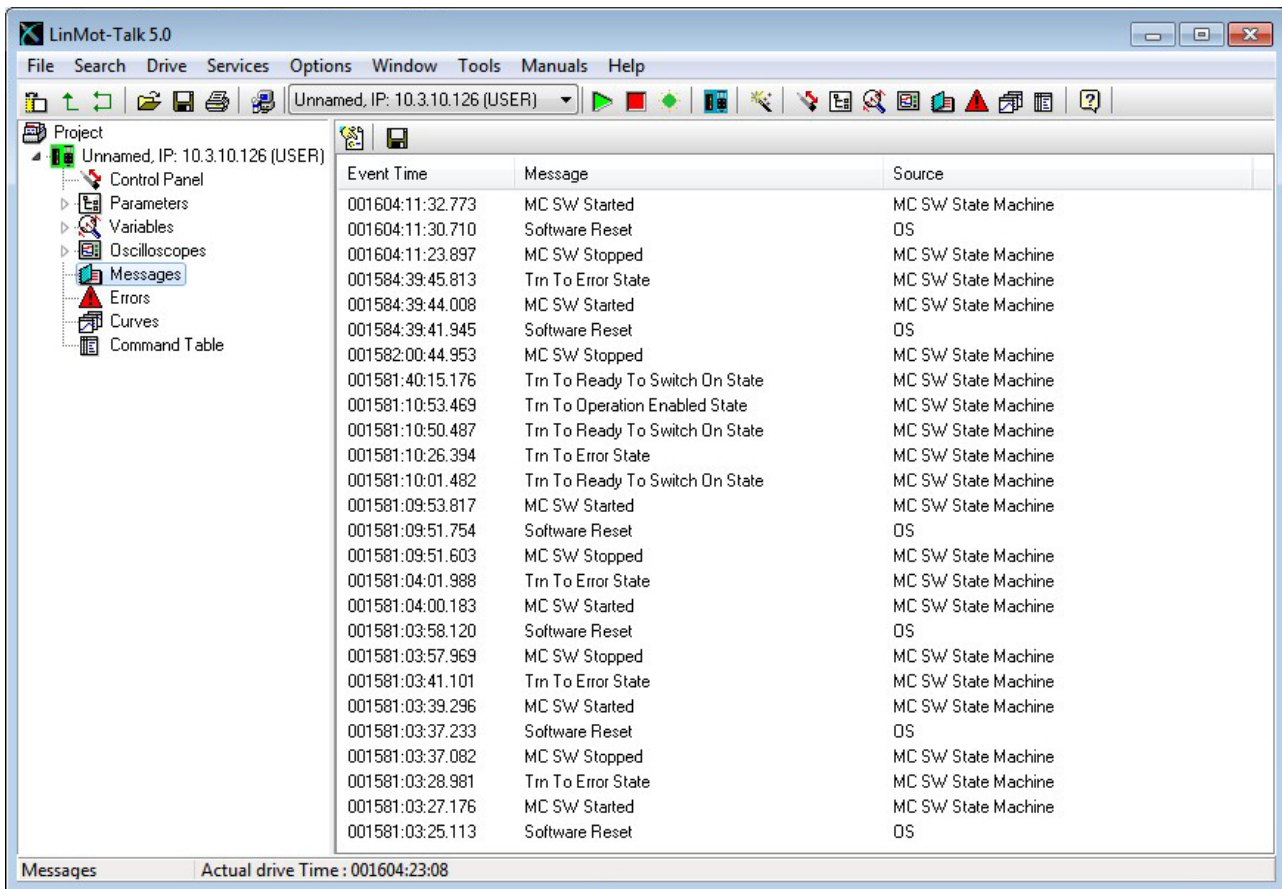 LinMot-Talk 5.0
File Search Drive Services Options Window Tools Manuals Help
Unnamed, IP: 10.3.10.126 (USER)
Project
Unnamed, IP: 10.3.10.126 (USER)
Control Panel
Parameters
Variables
Oscilloscopes
Messages
Errors
Curves
Command Table
Event Time Message Source
001604:11:32.773 MC SW Started MC SW State Machine
001604:11:30.710 Software Reset OS
001604:11:23.897 MC SW Stopped MC SW State Machine
001584:39:45.813 Trn To Error State MC SW State Machine
001584:39:44.008 MC SW Started MC SW State Machine
001584:39:41.945 Software Reset OS
001582:00:44.953 MC SW Stopped MC SW State Machine
001581:40:15.176 Trn To Ready To Switch On State MC SW State Machine
001581:10:53.469 Trn To Operation Enabled State MC SW State Machine
001581:10:50.487 Trn To Ready To Switch On State MC SW State Machine
001581:10:26.394 Trn To Error State MC SW State Machine
001581:10:01.482 Trn To Ready To Switch On State MC SW State Machine
001581:09:53.817 MC SW Started MC SW State Machine
001581:09:51.754 Software Reset OS
001581:09:51.603 MC SW Stopped MC SW State Machine
001581:04:01.988 Trn To Error State MC SW State Machine
001581:04:00.183 MC SW Started MC SW State Machine
001581:03:58.120 Software Reset OS
001581:03:57.969 MC SW Stopped MC SW State Machine
001581:03:41.101 Trn To Error State MC SW State Machine
001581:03:39.296 MC SW Started MC SW State Machine
001581:03:37.233 Software Reset OS
001581:03:37.082 MC SW Stopped MC SW State Machine
001581:03:28.981 Trn To Error State MC SW State Machine
001581:03:27.176 MC SW Started MC SW State Machine
001581:03:25.113 Software Reset OS
Messages Actual drive Time : 001604:23:08